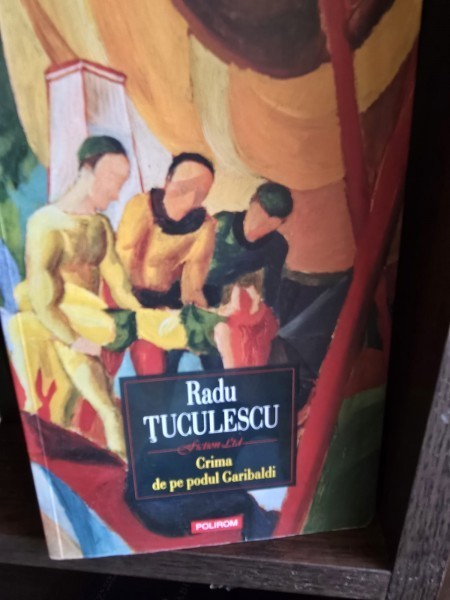 Radu
ŢUCULESCU
Fiction Ltd
Crima
de pe podul Garibaldi
POLIROM